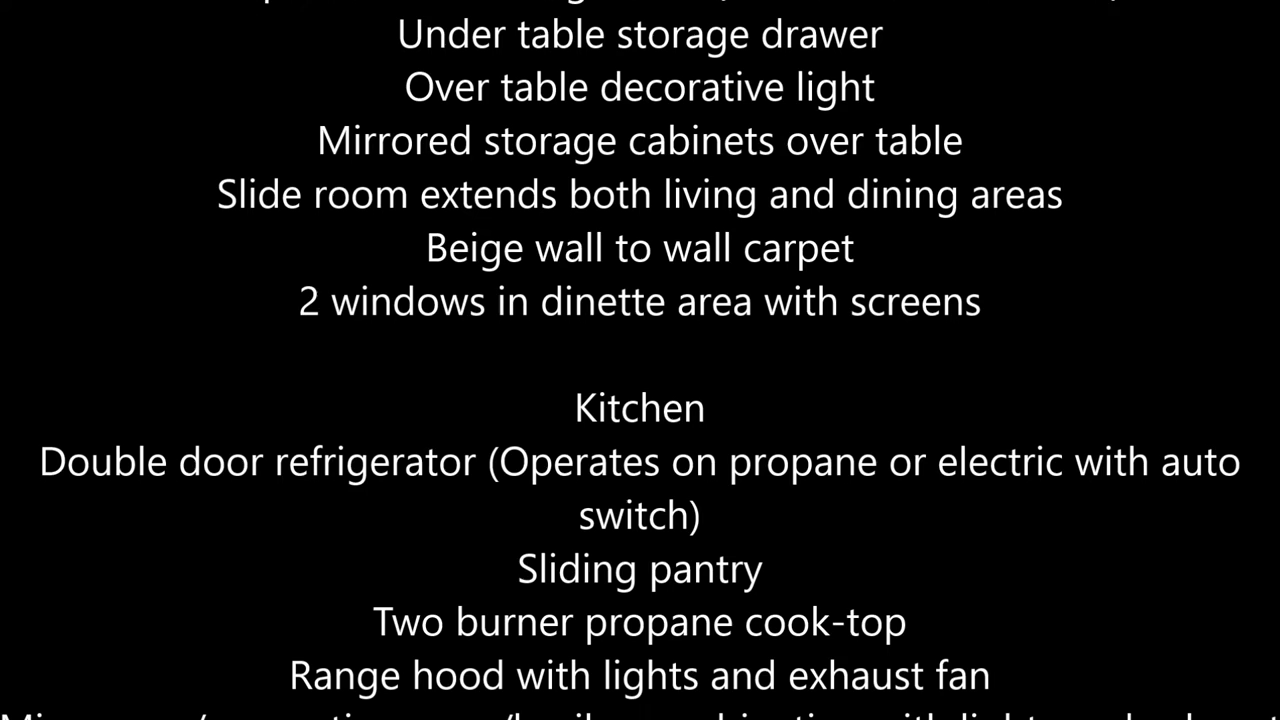 Under table storage drawer
Over table decorative light
Mirrored storage cabinets over table
Slide room extends both living and dining areas
Beige wall to wall carpet
2 windows in dinette area with screens
Kitchen
Double door refrigerator (Operates on propane or electric with auto
switch)
Sliding pantry
Two burner propane cook-top
Range hood with lights and exhaust fan